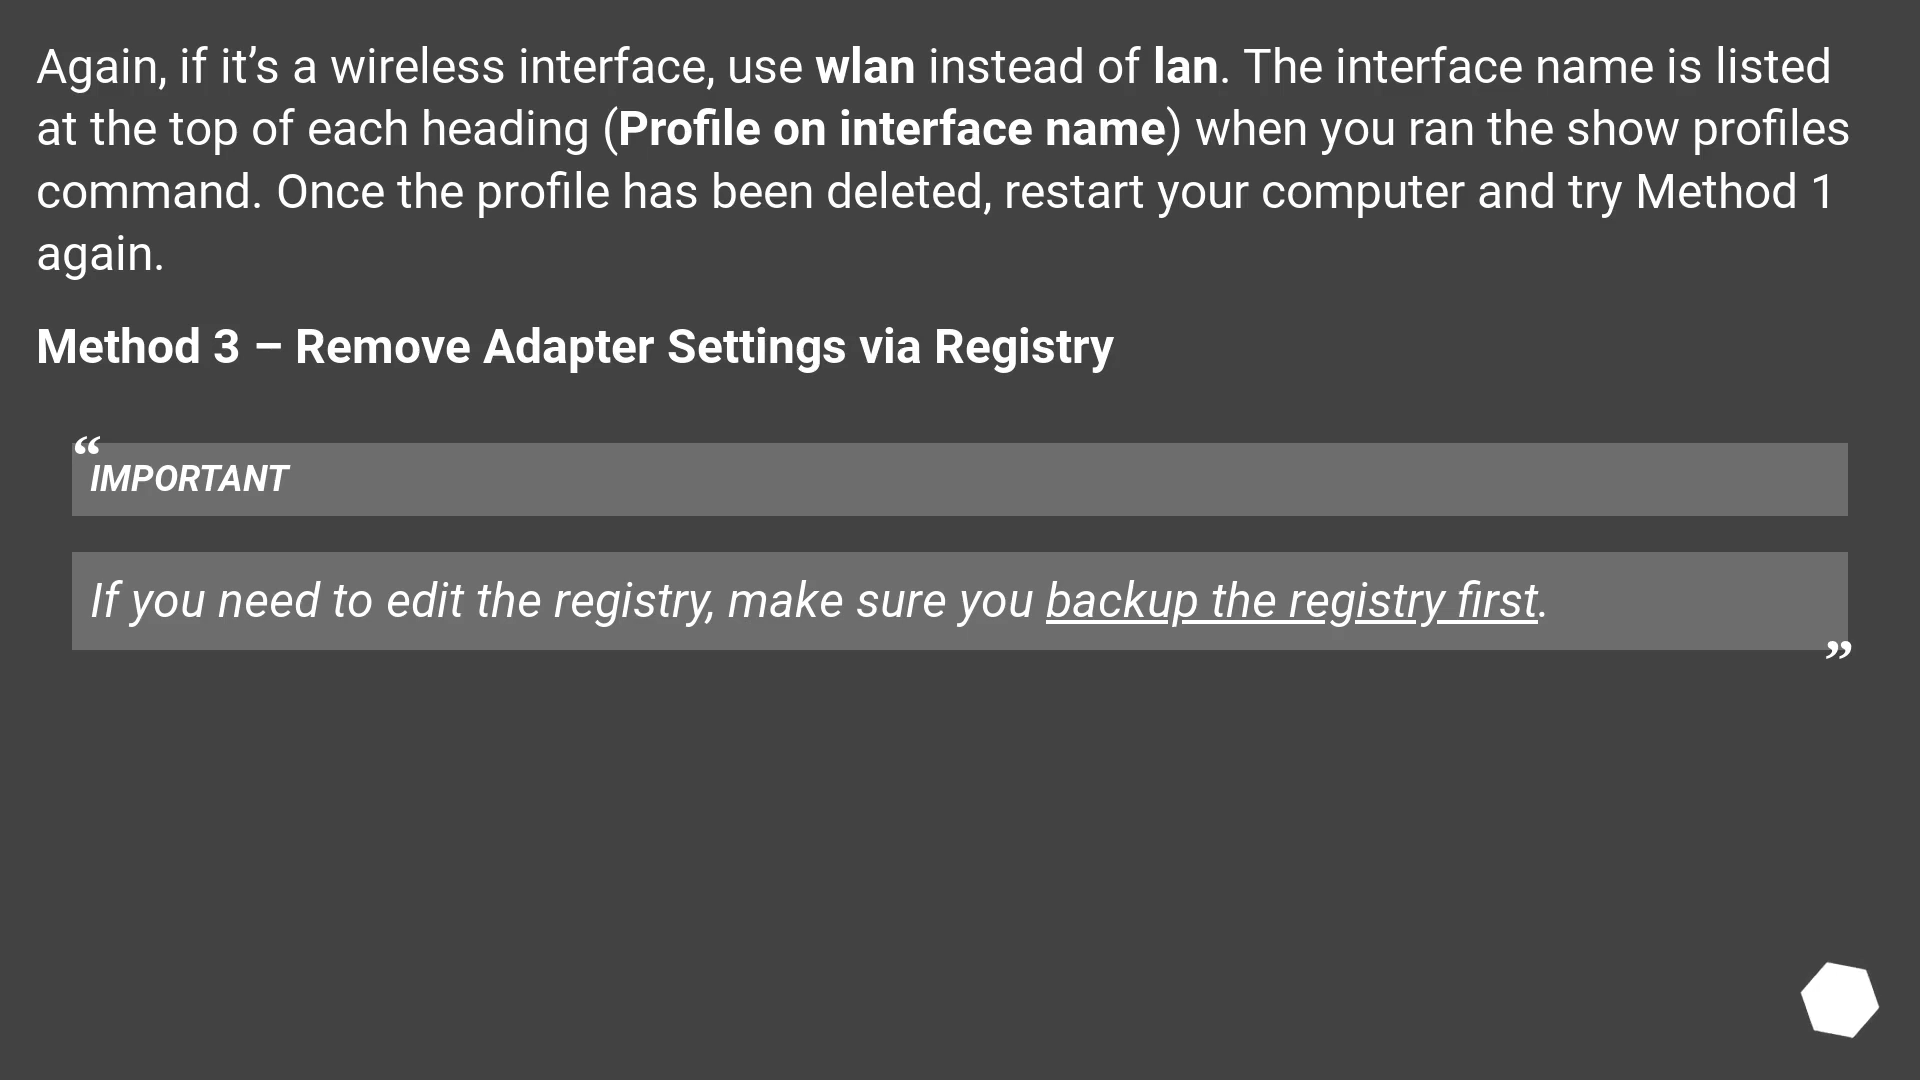 Again, if it’s a wireless interface, use wlan instead of lan. The interface name is listed
at the top of each heading (Profile on interface name) when you ran the show profiles
command. Once the profile has been deleted, restart your computer and try Method 1
again.
Method 3 – Remove Adapter Settings via Registry
“
IMPORTANT
If you need to edit the registry, make sure you backup the registry first.
”